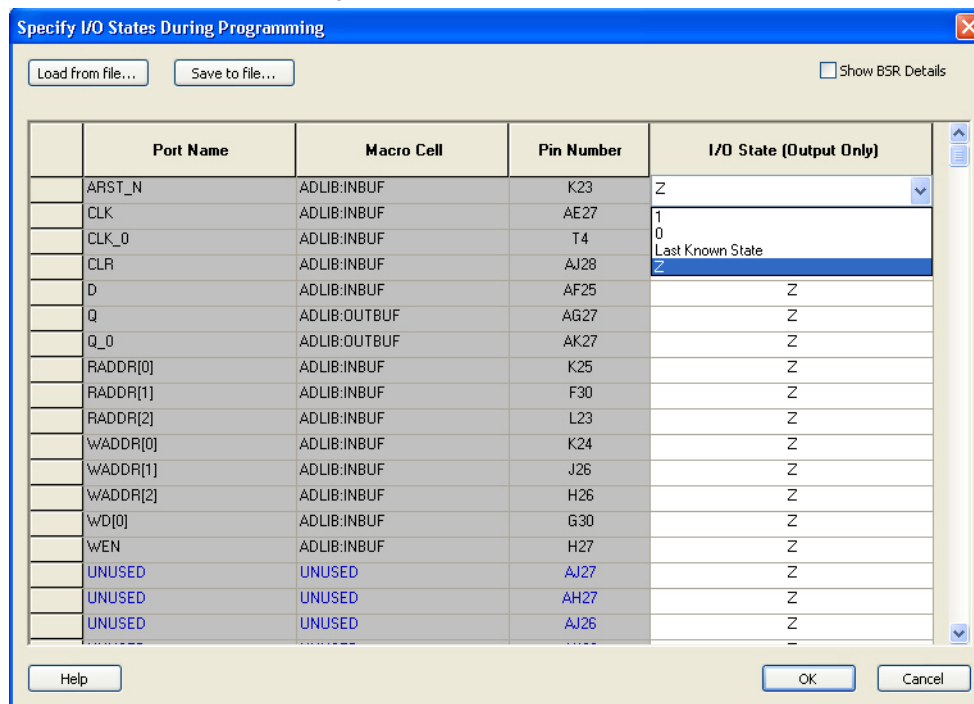 Specify I/O States During Programming
Load from file... Save to file... Show BSR Details
Port Name Macro Cell Pin Number I/O State (Output Only)
ARST_N ADLIB:INBUF K23 Z
CLK ADLIB:INBUF AE27 1
CLK_0 ADLIB:INBUF T4 0
Last Known State
CLR ADLIB:INBUF AJ28 Z
D ADLIB:INBUF AF25 Z
Q ADLIB:OUTBUF AG27 Z
Q_0 ADLIB:OUTBUF AK27 Z
RADDR[0] ADLIB:INBUF K25 Z
RADDR[1] ADLIB:INBUF F30 Z
RADDR[2] ADLIB:INBUF L23 Z
WADDR[0] ADLIB:INBUF K24 Z
WADDR[1] ADLIB:INBUF J26 Z
WADDR[2] ADLIB:INBUF H26 Z
WD[0] ADLIB:INBUF G30 Z
WEN ADLIB:INBUF H27 Z
UNUSED UNUSED AJ27 Z
UNUSED UNUSED AH27 Z
UNUSED UNUSED AJ26 Z
Help OK Cancel